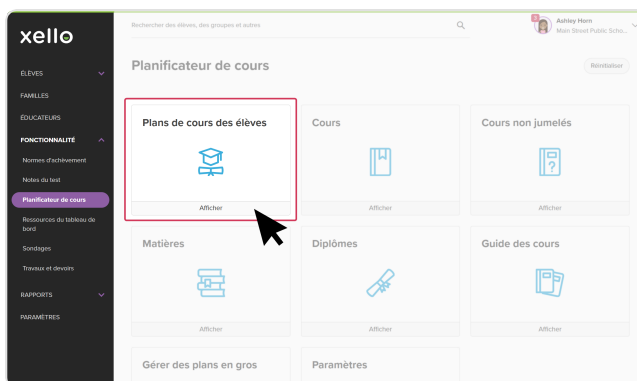 xello
Rechercher des élèves, des groupes et autres
3
Ashley Horn
Main Street Public Scho...
ÉLÈVES
FAMILLES
ÉDUCATEURS
FONCTIONNALITÉ
Normes d'achèvement
Notes du test
Planificateur de cours
Ressources du tableau de
bord
Sondages
Travaux et devoirs
RAPPORTS
PARAMÈTRES
Planificateur de cours
Réinitialiser
Plans de cours des élèves
Afficher
Cours
Afficher
Cours non jumelés
?
Afficher
Matières
Afficher
Diplômes
Afficher
Guide des cours
Afficher
Gérer des plans en gros
Paramètres